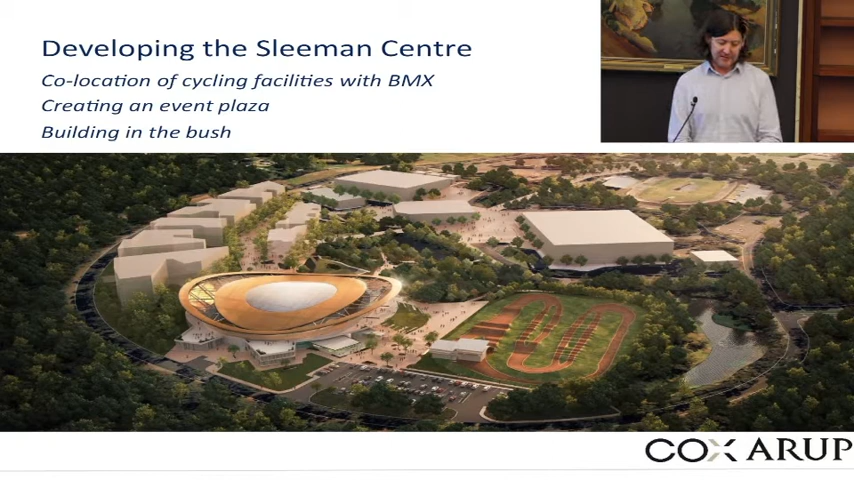 Developing the Sleeman Centre
Co-location of cycling facilities with BMX
Creating an event plaza
Building in the bush
COX ARUP